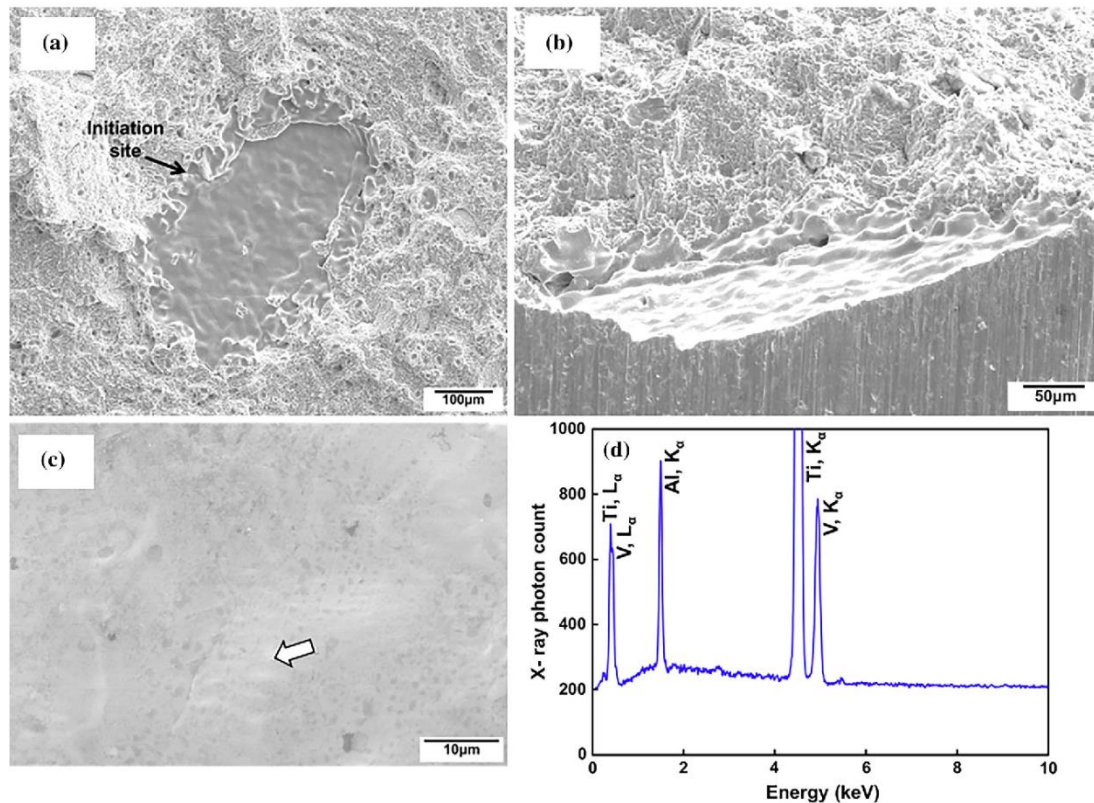 (a)
Initiation
site
100μm
(b)
50μm
(c)
10μm
(d)
X- ray photon count
1000
800
600
400
200
0
Ti, Lα
V, Lα
Al, Kα
Ti, Kα
V, Kα
0
2
4
6
8
10
Energy (keV)